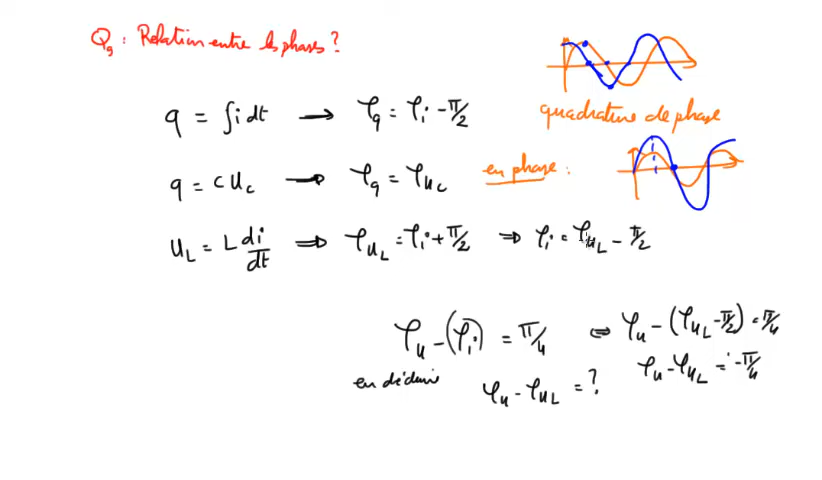 Q9 : Relation entre les phases ?
q = ∫i dt → φq = φi - π/2
quadrature de phase
q = C Uc → φq = φuc
en phase :
UL = L di/dt ⇒ φUL = φi + π/2 ⇒ φi = φUL - π/2
φu - (φi) = π/4 ⇔ φu - (φUL - π/2) = π/4
en déduire φu - φUL = ?
φu - φUL = - π/4